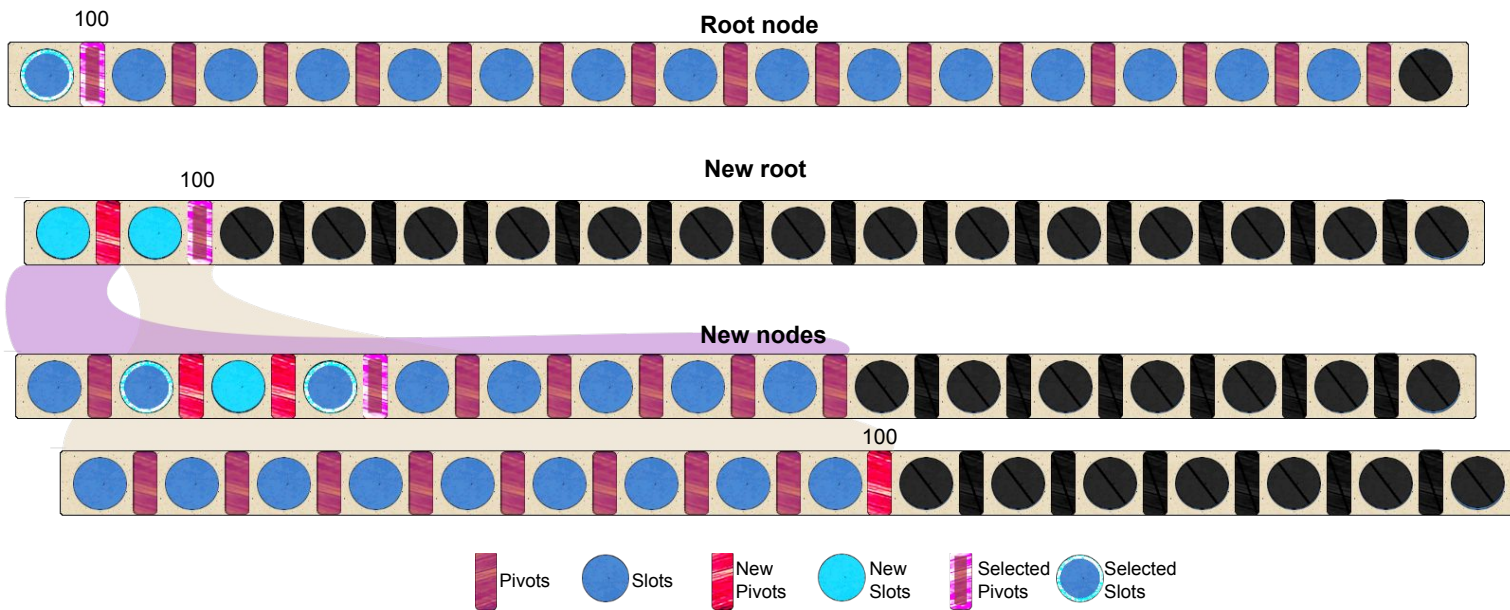 100
Root node
New root
100
New nodes
100
Pivots
Slots
New
Pivots
New
Slots
Selected
Pivots
Selected
Slots